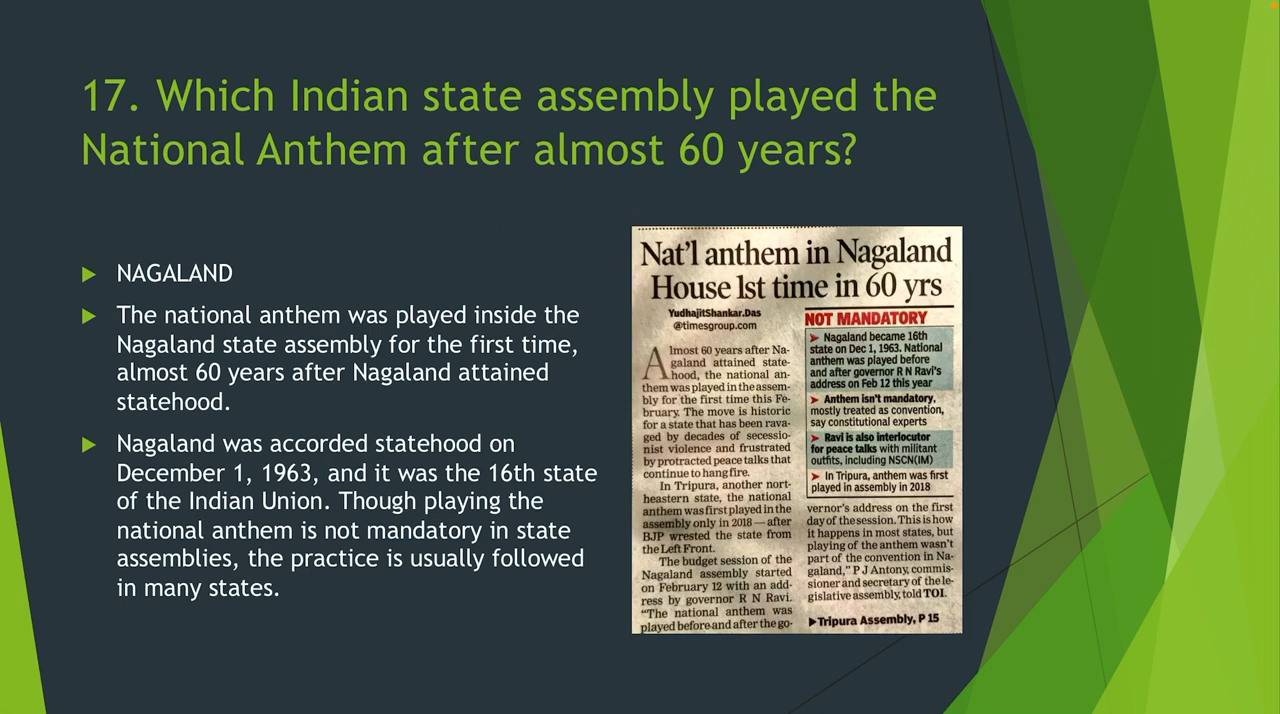 17. Which Indian state assembly played the
National Anthem after almost 60 years?
NAGALAND
The national anthem was played inside the
Nagaland state assembly for the first time,
almost 60 years after Nagaland attained
statehood.
Nagaland was accorded statehood on
December 1, 1963, and it was the 16th state
of the Indian Union. Though playing the
national anthem is not mandatory in state
assemblies, the practice is usually followed
in many states.
Nat'l anthem in Nagaland
House 1st time in 60 yrs
YudhajitShankar.Das
@timesgroup.com
Almost 60 years after Na-
galand attained state-
hood, the national an-
them was played in the assem-
bly for the first time this Fe-
bruary. The move is historic
for a state that has been rava-
ged by decades of secessio-
nist violence and frustrated
by protracted peace talks that
continue to hang fire.
In Tripura, another nort-
heastern state, the national
anthem was first played in the
assembly only in 2018 — after
BJP wrested the state from
the Left Front.
The budget session of the
Nagaland assembly started
on February 12 with an add-
ress by governor R N Ravi.
“The national anthem was
played before and after the go-
NOT MANDATORY
Nagaland became 16th
state on Dec 1, 1963. National
anthem was played before
and after governor R N Ravi's
address on Feb 12 this year
Anthem isn't mandatory,
mostly treated as convention,
say constitutional experts
Ravi is also interlocutor
for peace talks with militant
outfits, including NSCN(IM)
In Tripura, anthem was first
played in assembly in 2018
vernor's address on the first
day of the session. This is how
it happens in most states, but
playing of the anthem wasn't
part of the convention in Na-
galand,” P J Antony, commis-
sioner and secretary of the le-
gislative assembly, told TOI.
Tripura Assembly, P 15